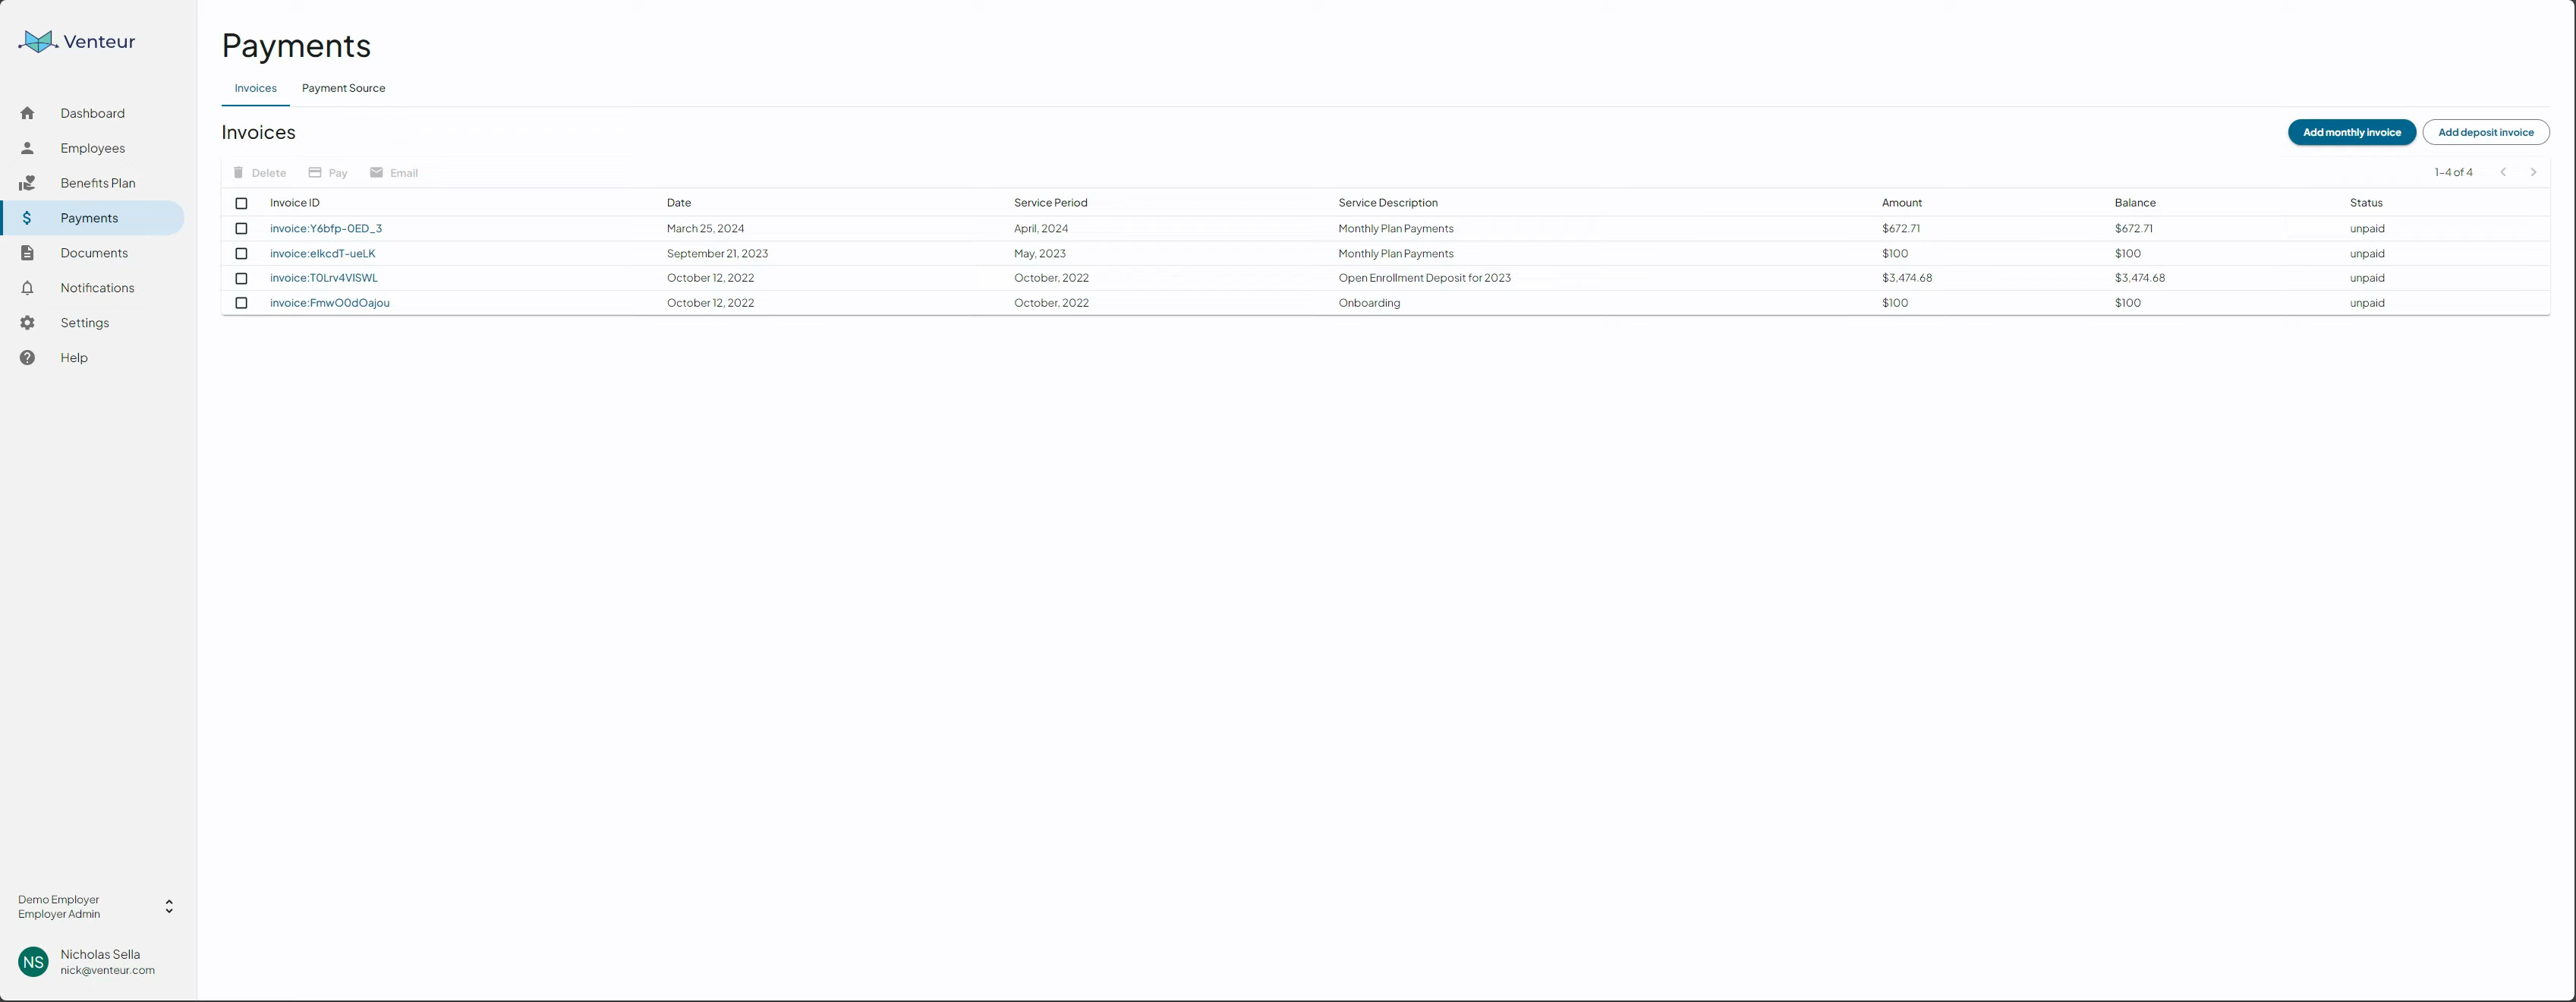 Venteur
Dashboard
Employees
Benefits Plan
Payments
Documents
Notifications
Settings
Help
Demo Employer
Employer Admin
NS
Nicholas Sella
nick@venteur.com
Payments
Invoices Payment Source
Invoices
Add monthly invoice Add deposit invoice
Delete Pay Email 1–4 of 4
Invoice ID Date Service Period Service Description Amount Balance Status
invoice:Y6bfp-0ED_3 March 25, 2024 April, 2024 Monthly Plan Payments $672.71 $672.71 unpaid
invoice:elkcdT-ueLK September 21, 2023 May, 2023 Monthly Plan Payments $100 $100 unpaid
invoice:T0Lrv4VlSWL October 12, 2022 October, 2022 Open Enrollment Deposit for 2023 $3,474.68 $3,474.68 unpaid
invoice:FmwO0dOajou October 12, 2022 October, 2022 Onboarding $100 $100 unpaid